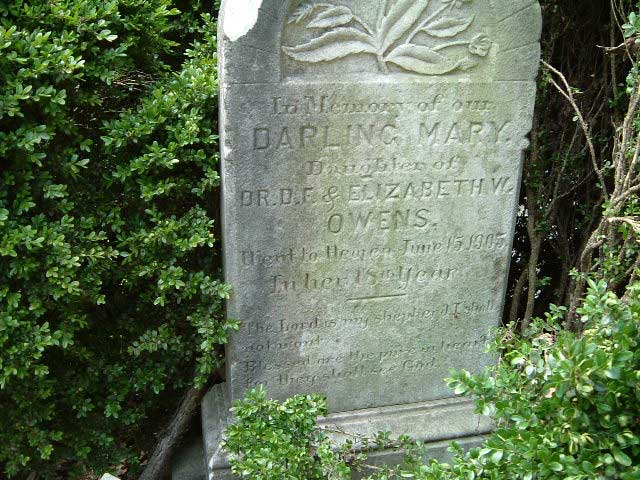 In Memory of our
DARLING MARY.
Daughter of
DR. D. F. & ELIZABETH W.
OWENS.
Went to Heaven June 15, 1905
In her 18th Year
The Lord is my shepherd I shall
not want
Blessed are the pure in heart
for they shall see God.